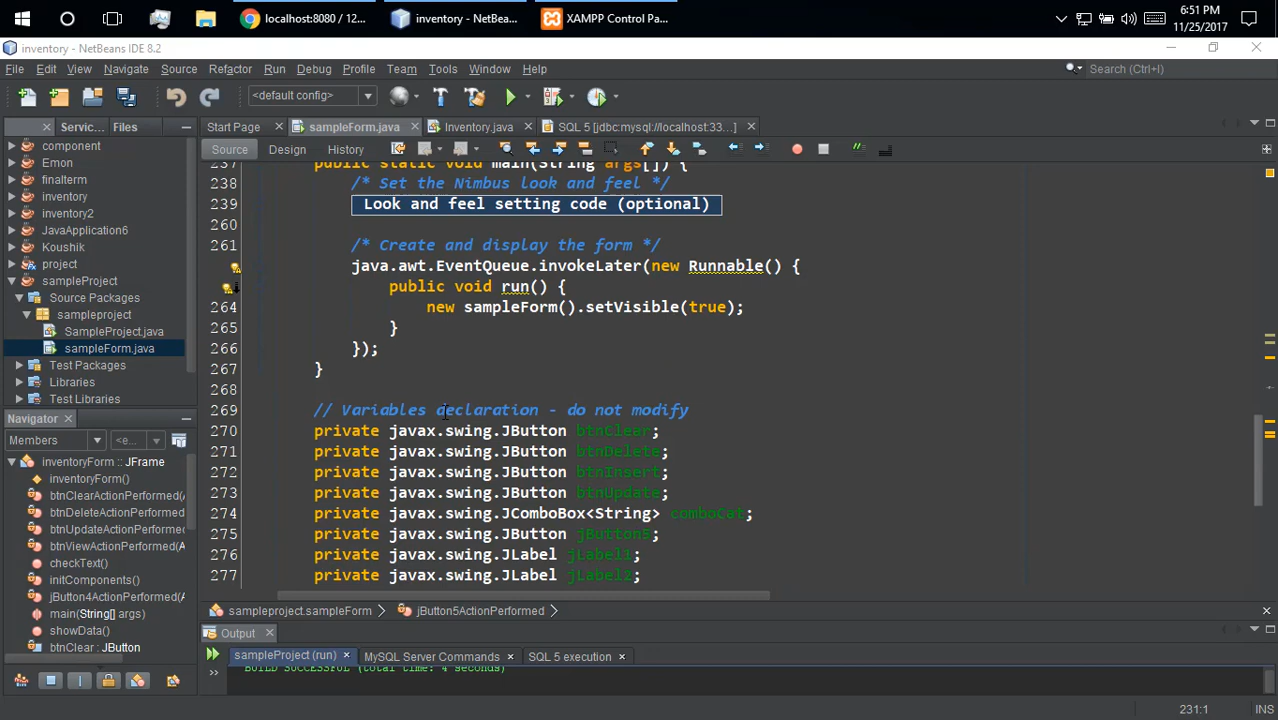 localhost:8080 / 12...
inventory - NetBeans...
XAMPP Control Pa...
6:51 PM
11/25/2017
inventory - NetBeans IDE 8.2
File Edit View Navigate Source Refactor Run Debug Profile Team Tools Window Help
Search (Ctrl+I)
<default config>
Servic... Files
Start Page
sampleForm.java
Inventory.java
SQL 5 [jdbc:mysql://localhost:33...]
Source Design History
component
Emon
finalterm
inventory
inventory2
JavaApplication6
Koushik
project
sampleProject
Source Packages
sampleproject
SampleProject.java
sampleForm.java
Test Packages
Libraries
Test Libraries
237 public static void main(String args[]) {
238 /* Set the Nimbus look and feel */
239 Look and feel setting code (optional)
260
261 /* Create and display the form */
java.awt.EventQueue.invokeLater(new Runnable() {
public void run() {
264 new sampleForm().setVisible(true);
265 }
266 });
267 }
268
269 // Variables declaration - do not modify
270 private javax.swing.JButton btnClear;
271 private javax.swing.JButton btnDelete;
272 private javax.swing.JButton btnInsert;
273 private javax.swing.JButton btnUpdate;
274 private javax.swing.JComboBox<String> comboCat;
275 private javax.swing.JButton jButton5;
276 private javax.swing.JLabel jLabel1;
277 private javax.swing.JLabel jLabel2;
Navigator
Members
<e...
inventoryForm :: JFrame
inventoryForm()
btnClearActionPerformed(A
btnDeleteActionPerformed(
btnInsertActionPerformed(A
btnUpdateActionPerformed(
btnViewActionPerformed(A
checkText()
initComponents()
jButton4ActionPerformed(A
main(String[] args)
showData()
btnClear : JButton
sampleproject.sampleForm
jButton5ActionPerformed
Output
sampleProject (run)
MySQL Server Commands
SQL 5 execution
BUILD SUCCESSFUL (total time: 4 seconds)
231:1
INS